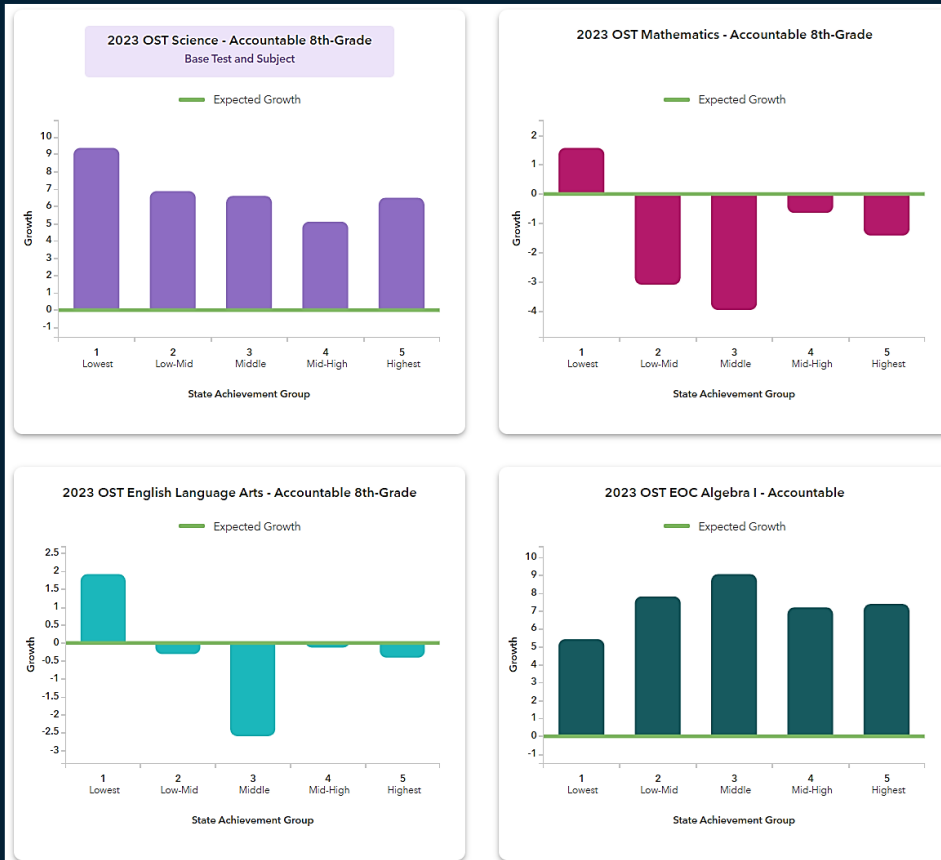 2023 OST Science - Accountable 8th-Grade
Base Test and Subject
Expected Growth
10
9
8
7
6
5
4
3
2
1
0
-1
Growth
1 2 3 4 5
Lowest Low-Mid Middle Mid-High Highest
State Achievement Group
2023 OST Mathematics - Accountable 8th-Grade
Expected Growth
2
1
0
-1
-2
-3
-4
Growth
1 2 3 4 5
Lowest Low-Mid Middle Mid-High Highest
State Achievement Group
2023 OST English Language Arts - Accountable 8th-Grade
Expected Growth
2.5
2
1.5
1
0.5
0
-0.5
-1
-1.5
-2
-2.5
-3
Growth
1 2 3 4 5
Lowest Low-Mid Middle Mid-High Highest
State Achievement Group
2023 OST EOC Algebra I - Accountable
Expected Growth
10
9
8
7
6
5
4
3
2
1
0
-1
Growth
1 2 3 4 5
Lowest Low-Mid Middle Mid-High Highest
State Achievement Group